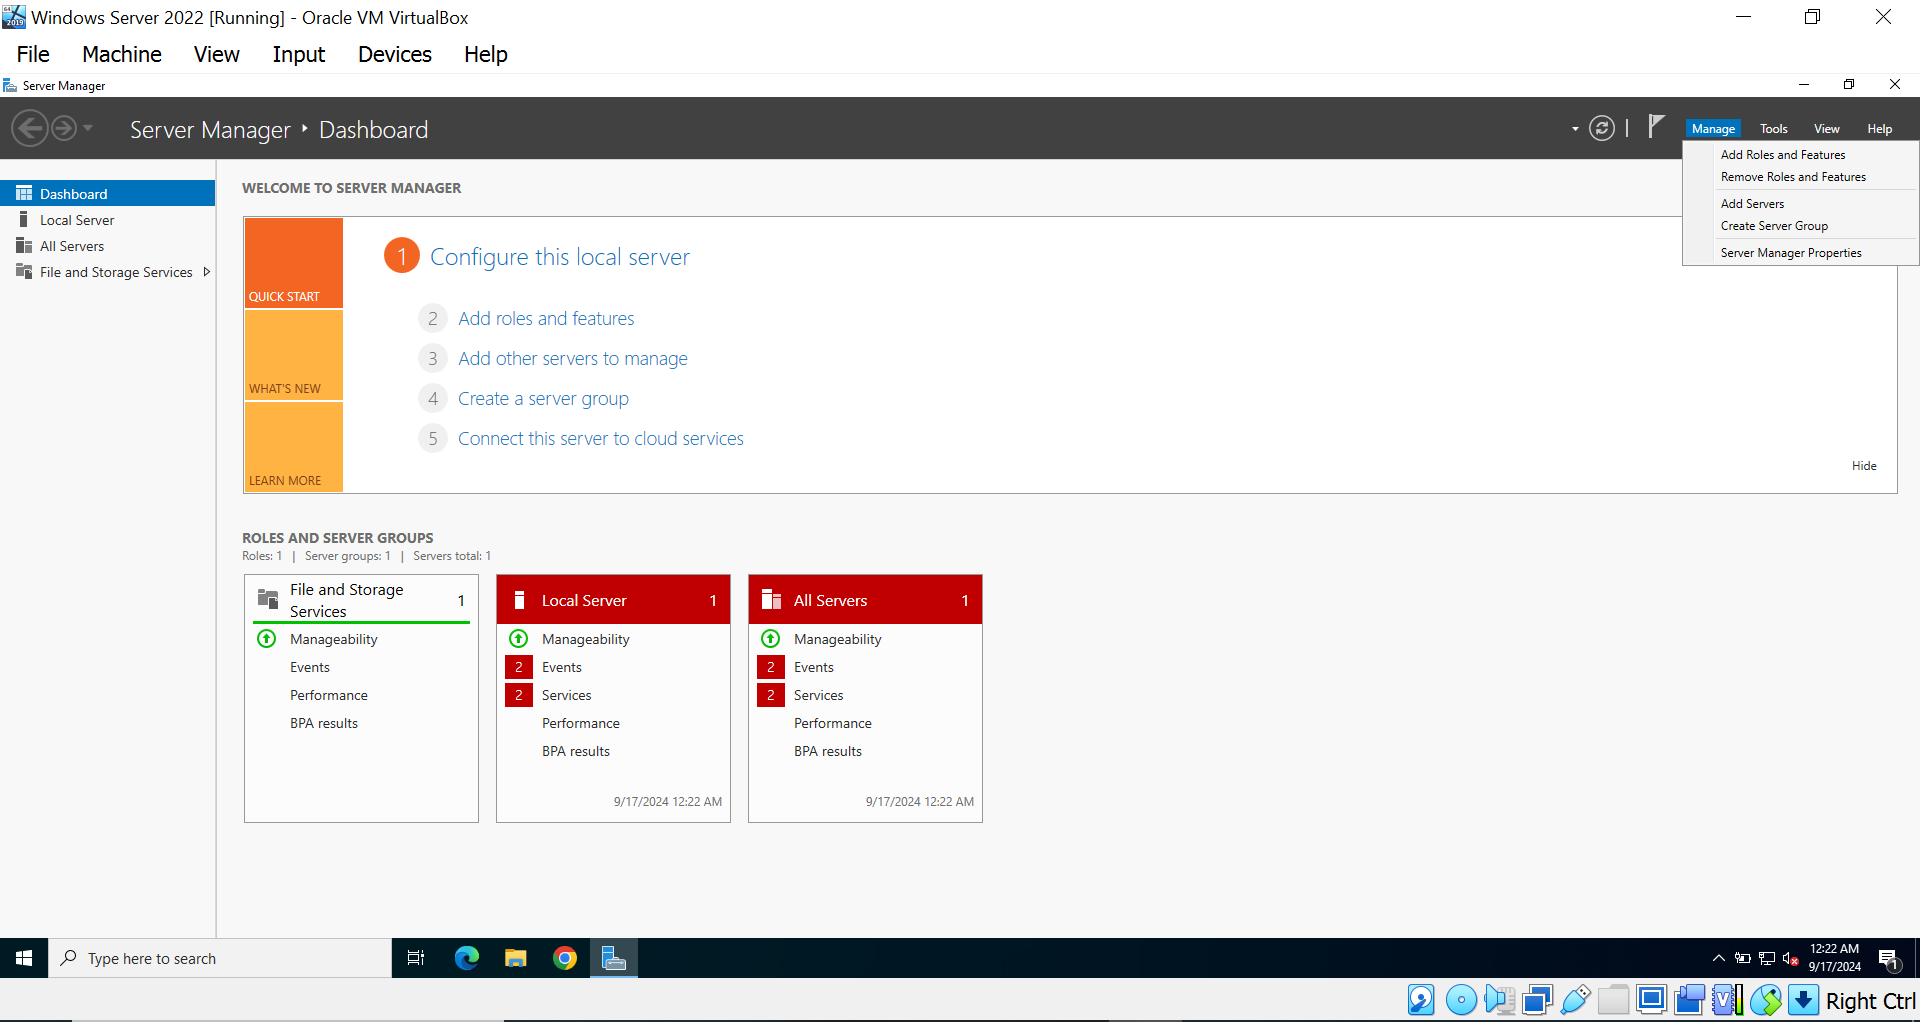 Windows Server 2022 [Running] - Oracle VM VirtualBox
File Machine View Input Devices Help
Server Manager
Server Manager Dashboard
Manage Tools View Help
Add Roles and Features
Remove Roles and Features
Add Servers
Create Server Group
Server Manager Properties
Dashboard
Local Server
All Servers
File and Storage Services
WELCOME TO SERVER MANAGER
QUICK START
WHAT'S NEW
LEARN MORE
1 Configure this local server
2 Add roles and features
3 Add other servers to manage
4 Create a server group
5 Connect this server to cloud services
Hide
ROLES AND SERVER GROUPS
Roles: 1 | Server groups: 1 | Servers total: 1
File and Storage
Services 1
Manageability
Events
Performance
BPA results
Local Server 1
Manageability
2 Events
2 Services
Performance
BPA results
9/17/2024 12:22 AM
All Servers 1
Manageability
2 Events
2 Services
Performance
BPA results
9/17/2024 12:22 AM
Type here to search
12:22 AM
9/17/2024
1
Right Ctrl